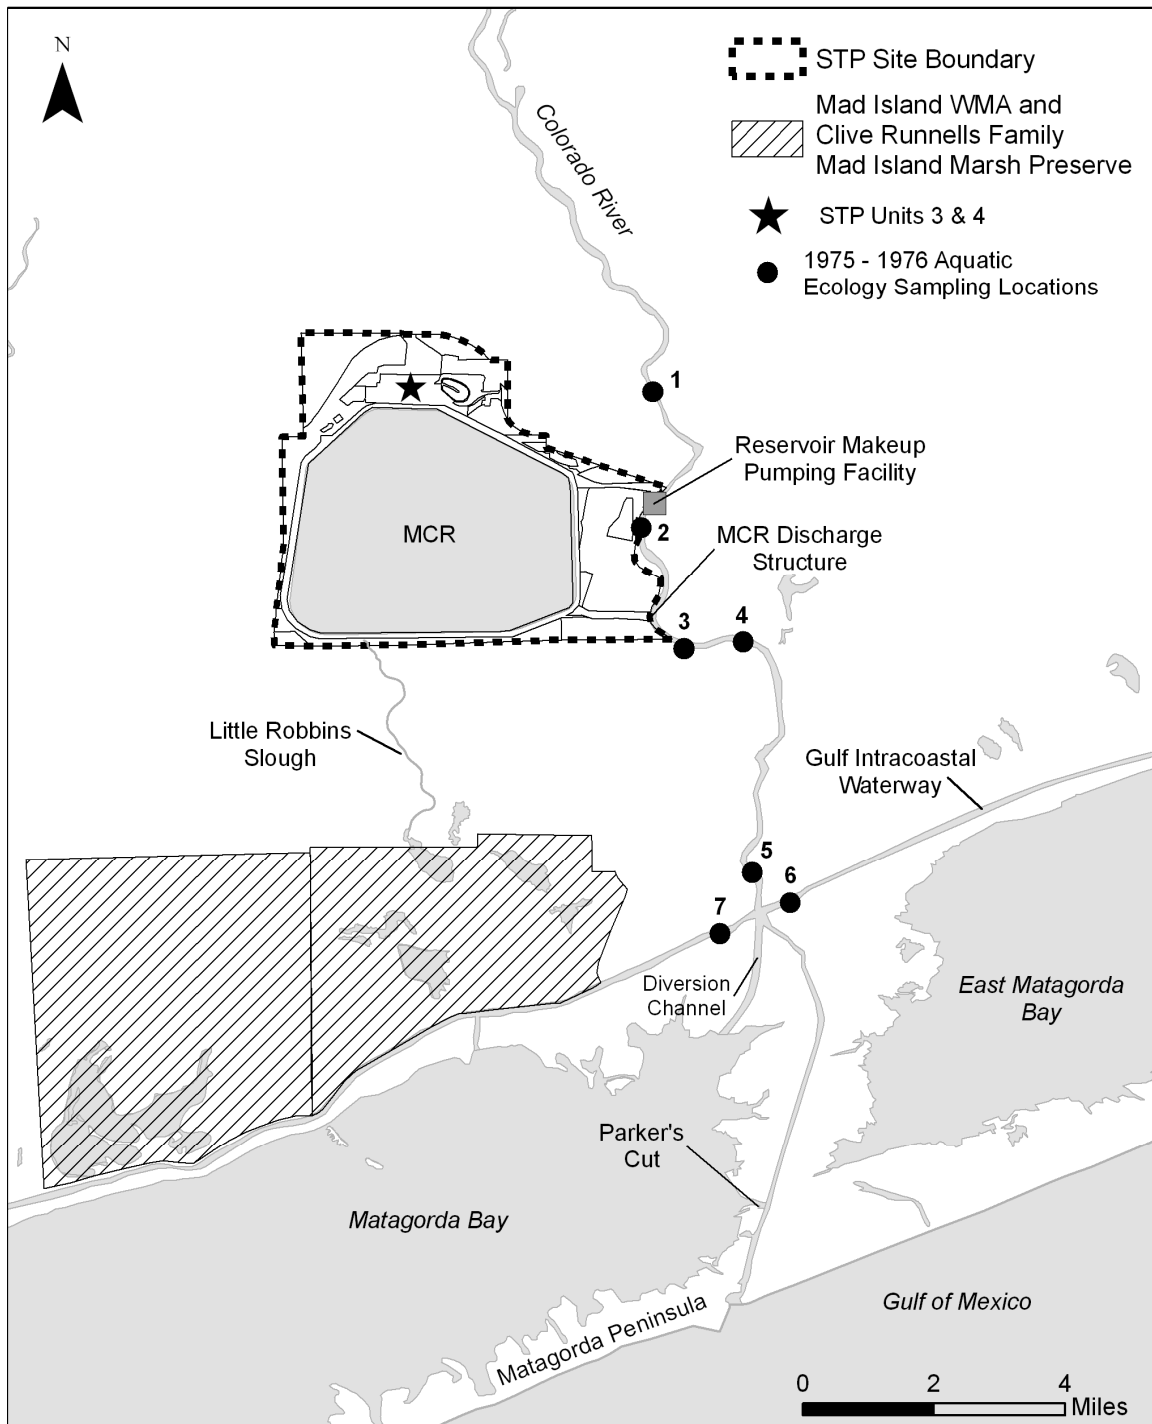 N
STP Site Boundary
Mad Island WMA and
Clive Runnells Family
Mad Island Marsh Preserve
STP Units 3 & 4
1975 - 1976 Aquatic
Ecology Sampling Locations
Colorado River
1
Reservoir Makeup
Pumping Facility
MCR
2
MCR Discharge
Structure
3
4
Little Robbins
Slough
Gulf Intracoastal
Waterway
5
6
7
Diversion
Channel
East Matagorda
Bay
Parker's
Cut
Matagorda Bay
Gulf of Mexico
Matagorda Peninsula
0 2 4
Miles